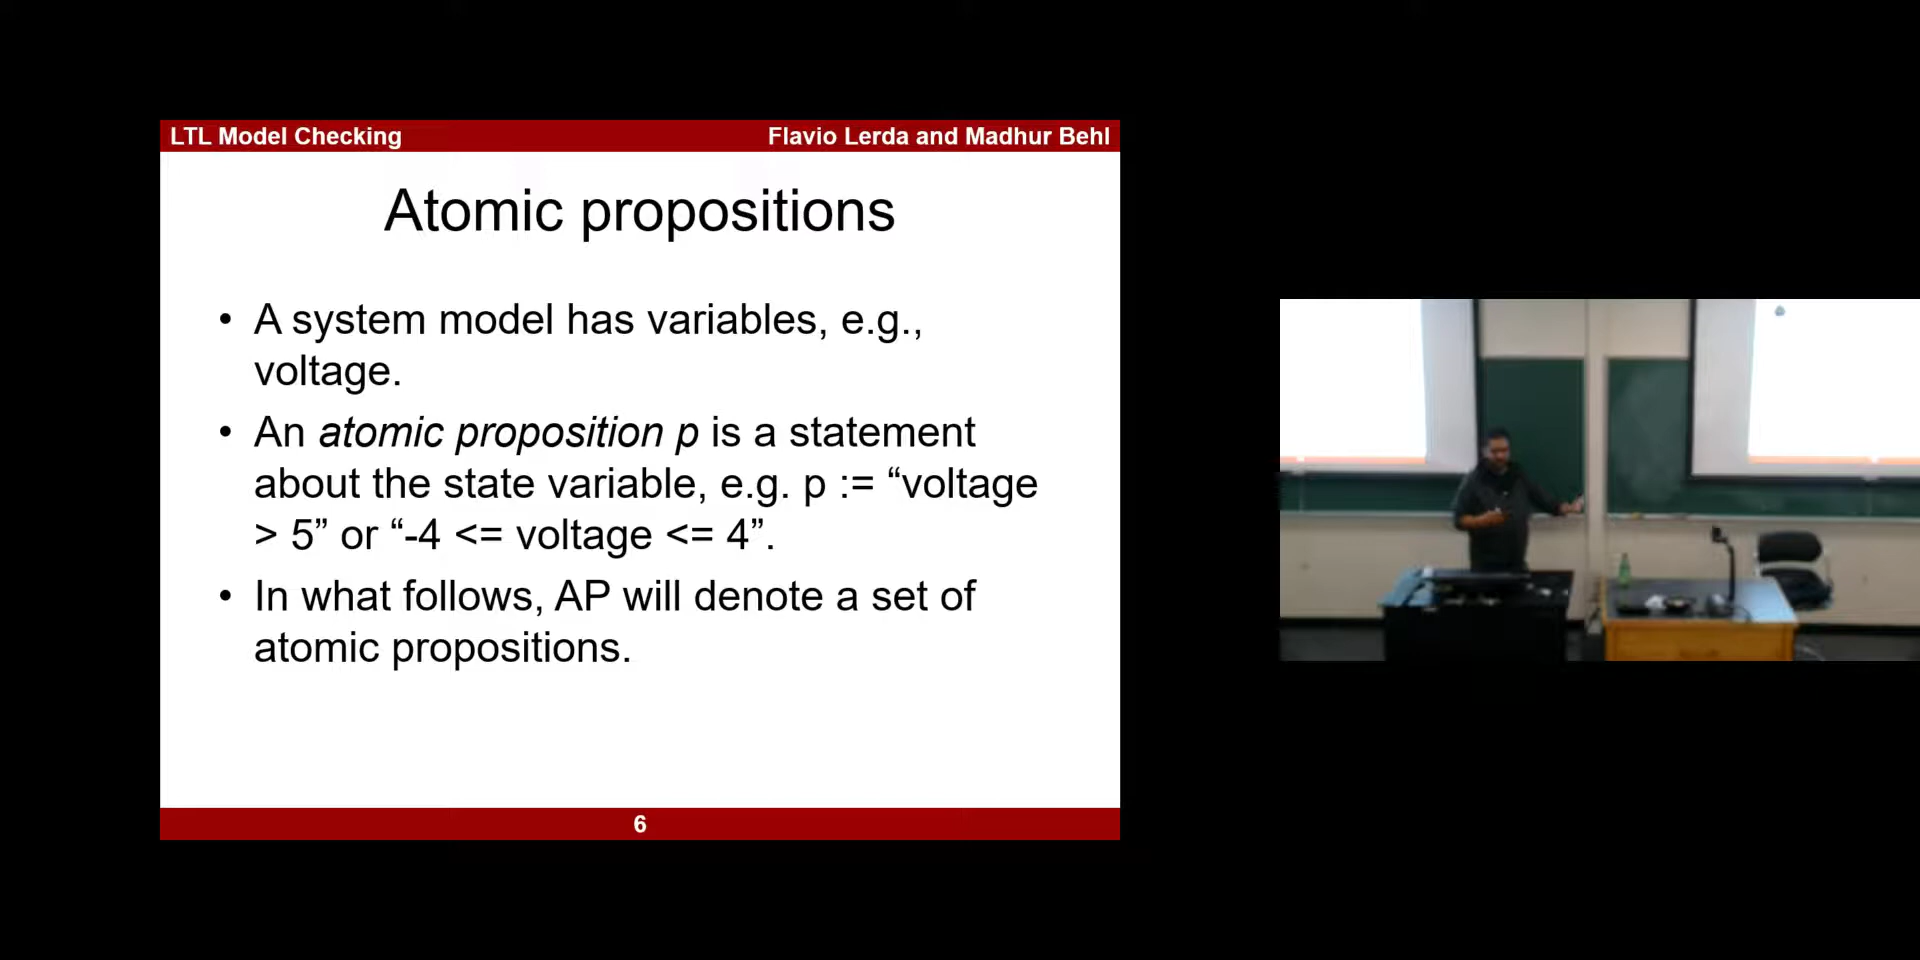 LTL Model Checking
Flavio Lerda and Madhur Behl
Atomic propositions
• A system model has variables, e.g.,
voltage.
• An atomic proposition p is a statement
about the state variable, e.g. p := “voltage
> 5” or “-4 <= voltage <= 4”.
• In what follows, AP will denote a set of
atomic propositions.
6